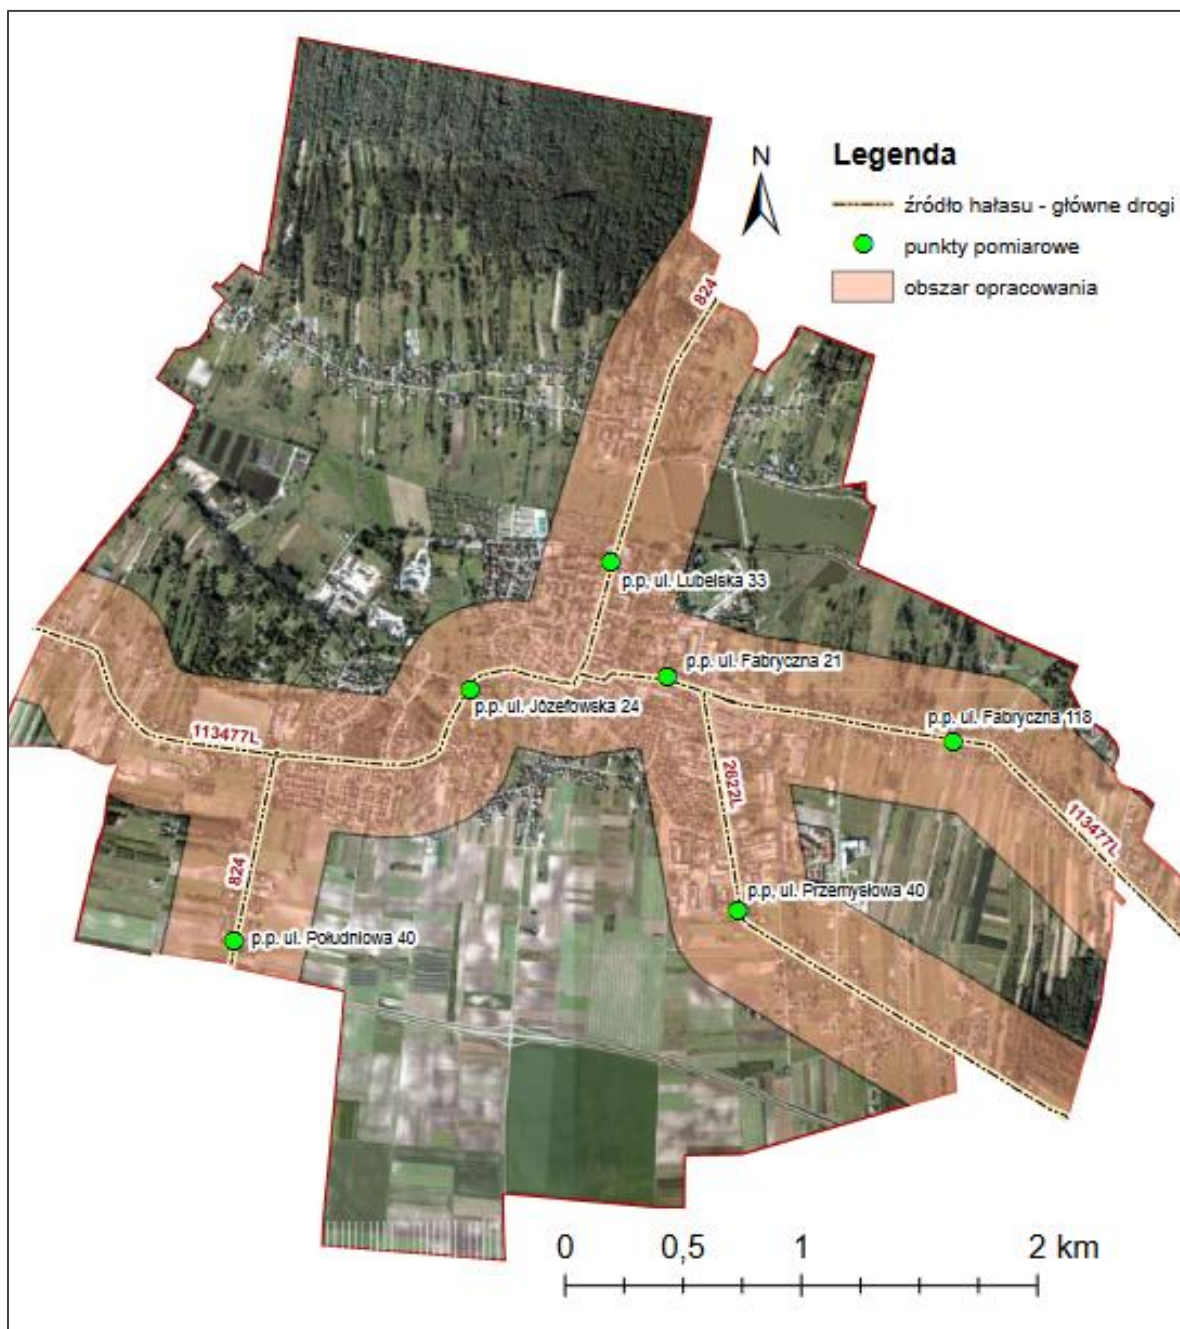 N
Legenda
źródło hałasu - główne drogi
punkty pomiarowe
obszar opracowania
824
p.p. ul. Lubelska 33
p.p. ul. Fabryczna 21
p.p. ul. Józefowska 24
113477L
p.p. ul. Fabryczna 118
2622L
113477L
824
p.p. ul. Przemysłowa 40
p.p. ul. Południowa 40
0 0,5 1 2 km